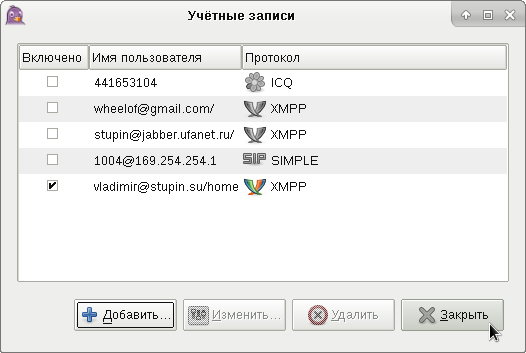 Учётные записи
Включено Имя пользователя Протокол
441653104 ICQ
wheelof@gmail.com/ XMPP
stupin@jabber.ufanet.ru/ XMPP
1004@169.254.254.1 SIP SIMPLE
vladimir@stupin.su/home XMPP
Добавить... Изменить... Удалить Закрыть